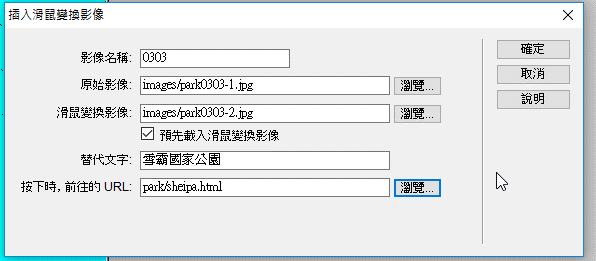 插入滑鼠變換影像
影像名稱: 0303
原始影像: images/park0303-1.jpg 瀏覽...
滑鼠變換影像: images/park0303-2.jpg 瀏覽...
預先載入滑鼠變換影像
替代文字: 雪霸國家公園
按下時,前往的 URL: park/sheipa.html 瀏覽...
確定
取消
說明